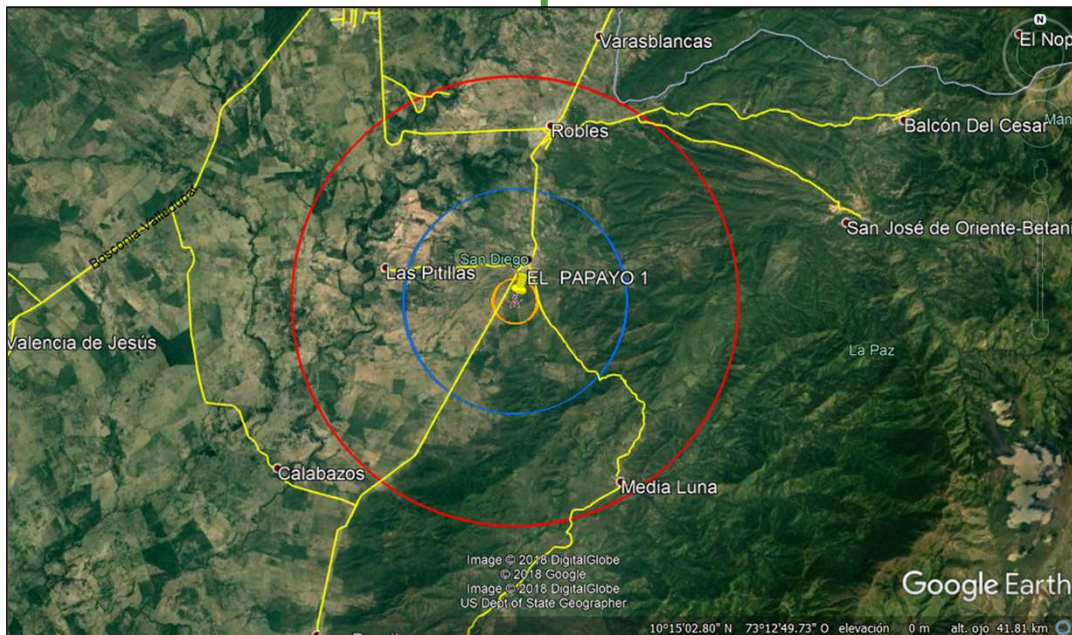 N
Varasblancas
El Nop
Robles
Balcón Del Cesar
Man
Bosconia-Valledupar
San José de Oriente-Betani
San Diego
Las Pitillas
EL PAPAYO 1
Valencia de Jesús
La Paz
Calabazos
Media Luna
Image © 2018 DigitalGlobe
© 2018 Google
Image © 2018 DigitalGlobe
US Dept of State Geographer
Google Earth
10°15'02.80" N 73°12'49.73" O elevación 0 m alt. ojo 41.81 km